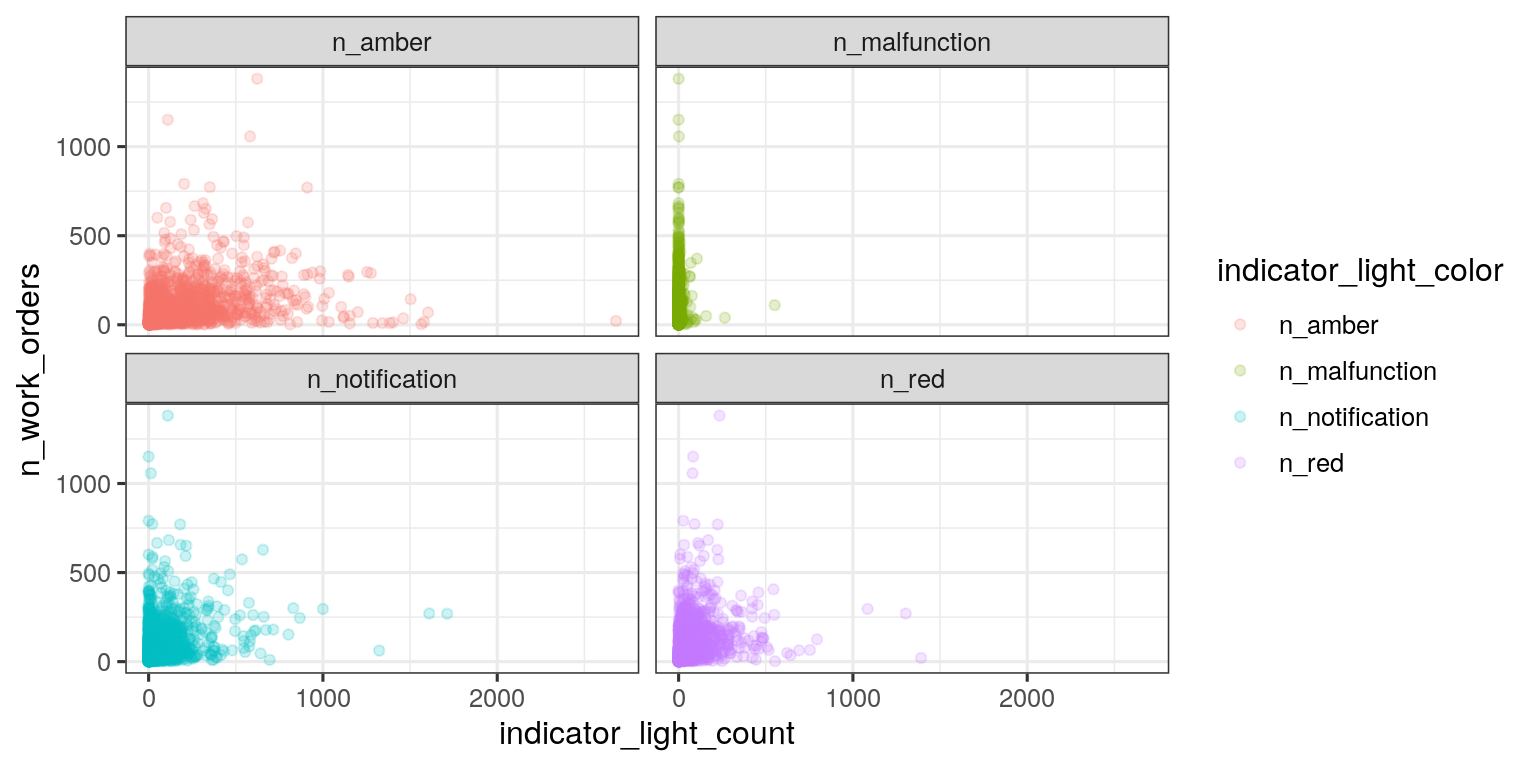 n_amber
n_malfunction
1000
500
0
n_notification
n_red
1000
500
0
0
1000
2000
0
1000
2000
indicator_light_count
n_work_orders
indicator_light_color
n_amber
n_malfunction
n_notification
n_red